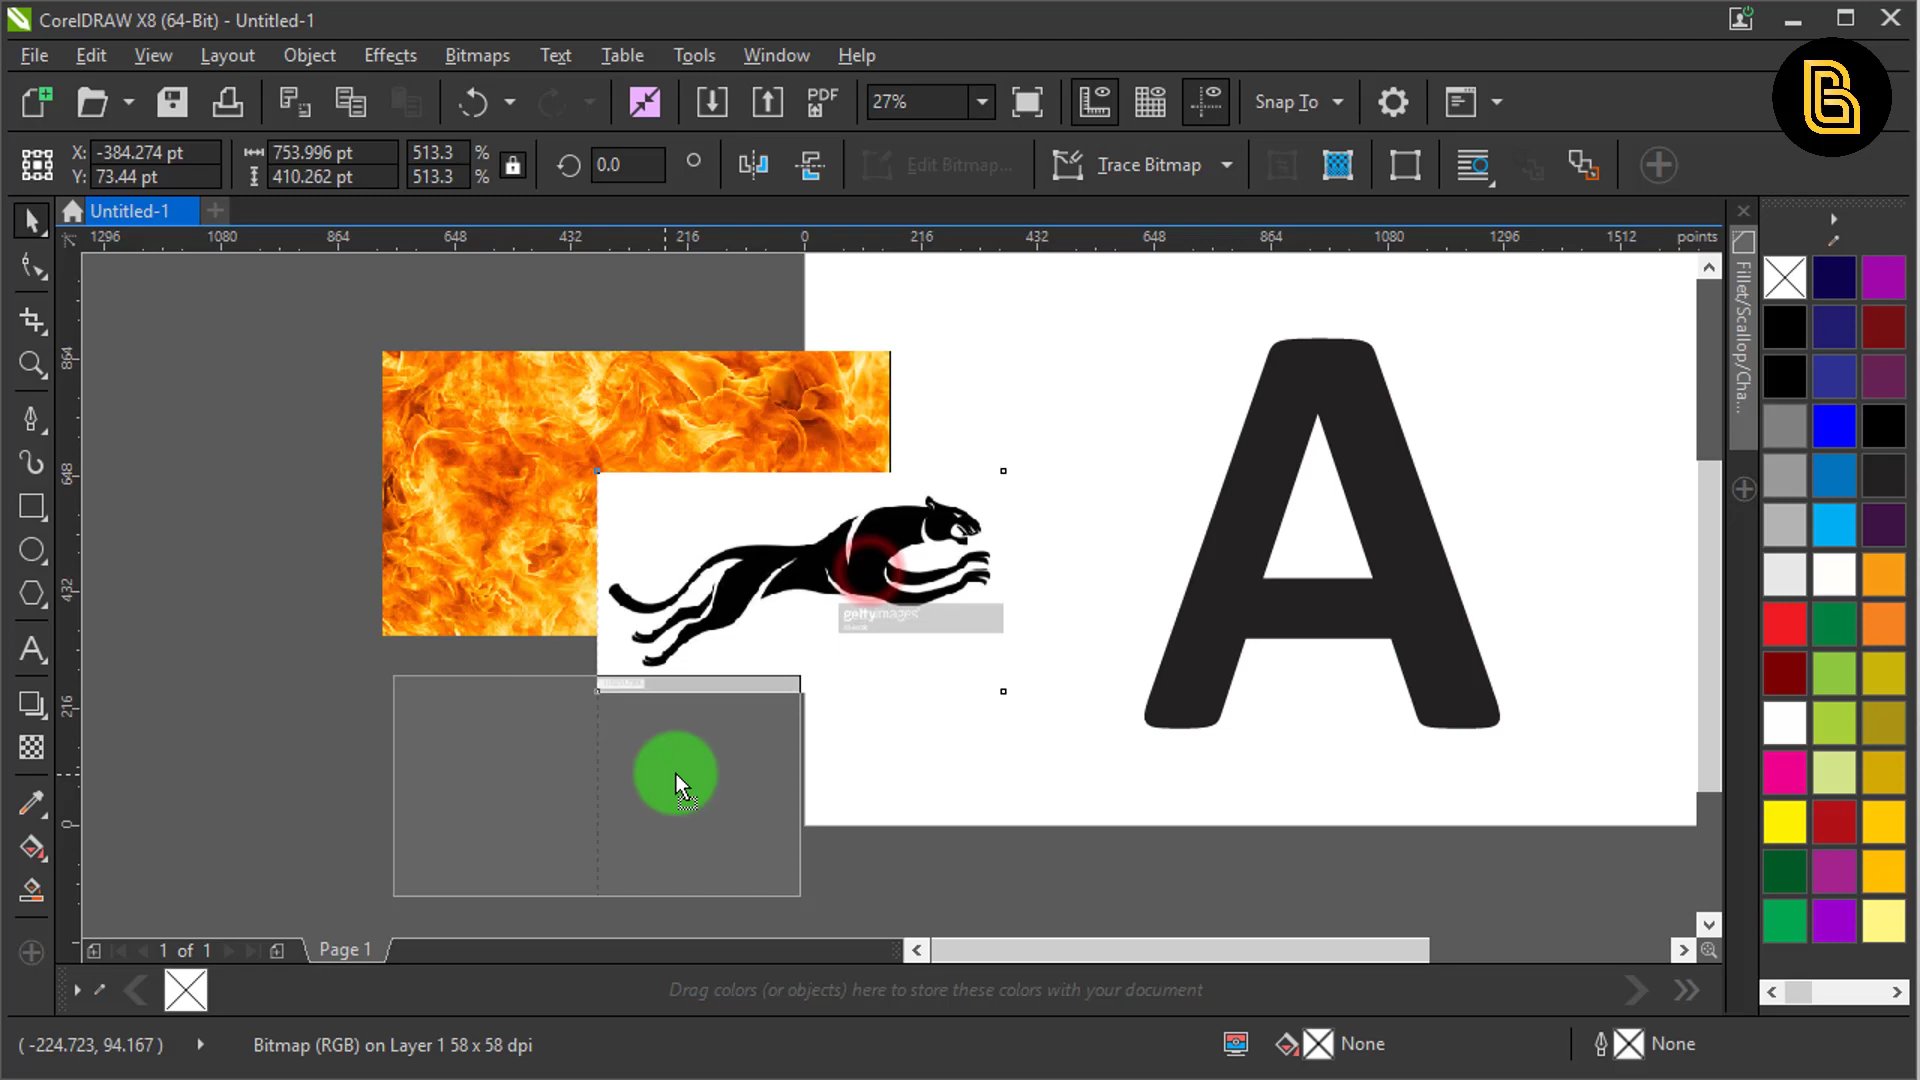 CorelDRAW X8 (64-Bit) - Untitled-1
File Edit View Layout Object Effects Bitmaps Text Table Tools Window Help
PDF 27% Snap To
X: -384.274 pt 753.996 pt 513.3 % 0.0 Edit Bitmap... Trace Bitmap
Y: 73.44 pt 410.262 pt 513.3 %
Untitled-1
1296 1080 864 648 432 216 0 216 432 648 864 1080 1296 1512 points
864
648
432
216
0
Fillet/Scallop/Cha...
A
gettyimages
1 of 1 Page 1
Drag colors (or objects) here to store these colors with your document
( -224.723, 94.167 ) Bitmap (RGB) on Layer 1 58 x 58 dpi None None